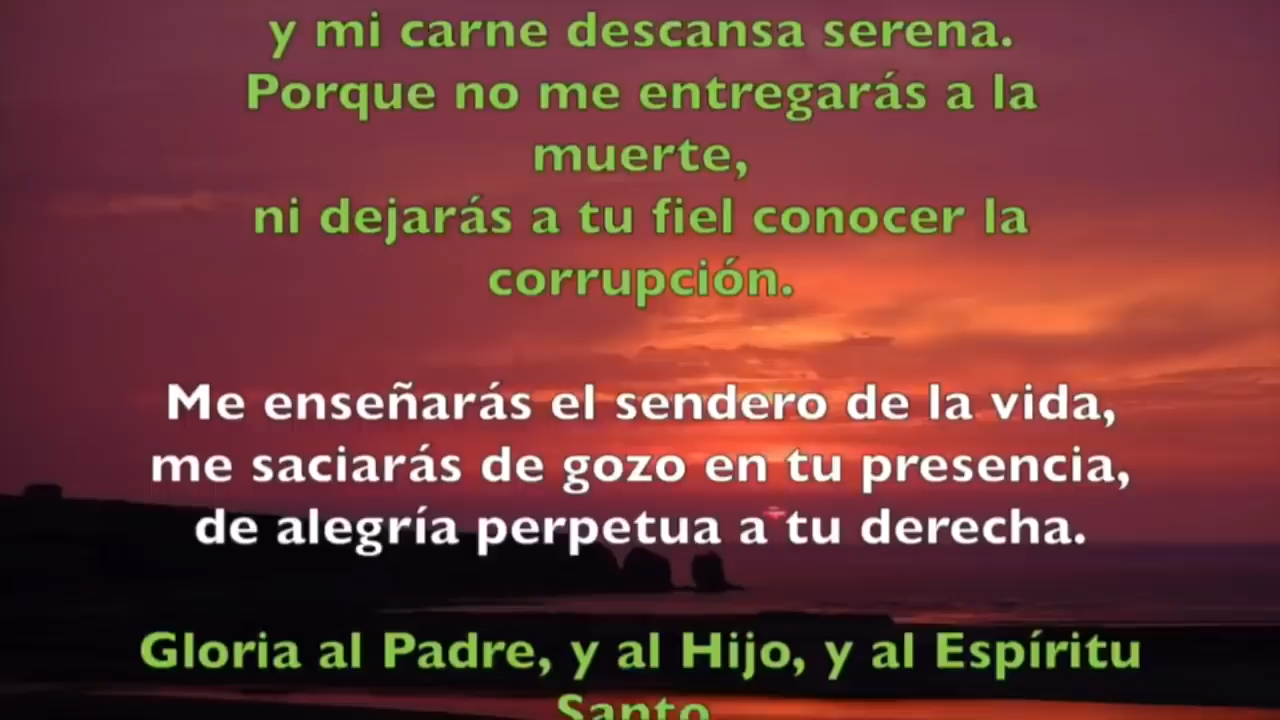 y mi carne descansa serena.
Porque no me entregarás a la
muerte,
ni dejarás a tu fiel conocer la
corrupción.
Me enseñarás el sendero de la vida,
me saciarás de gozo en tu presencia,
de alegría perpetua a tu derecha.
Gloria al Padre, y al Hijo, y al Espíritu
Santo